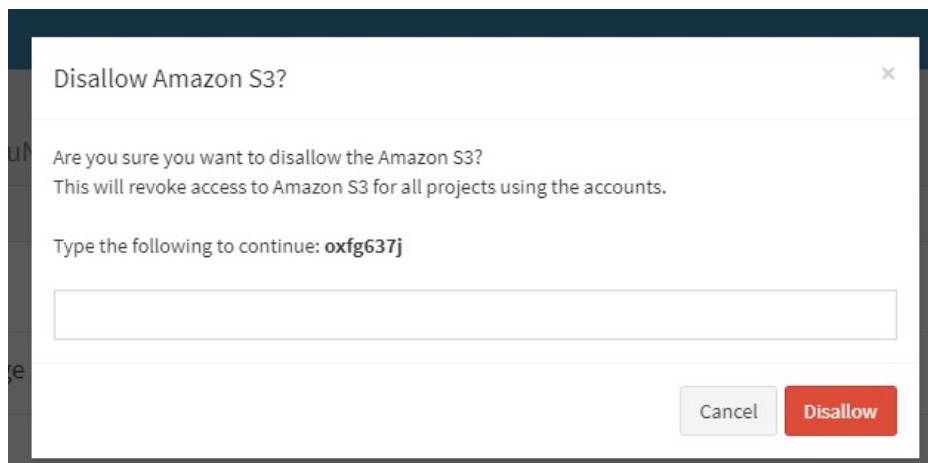 Disallow Amazon S3?
×
Are you sure you want to disallow the Amazon S3?
This will revoke access to Amazon S3 for all projects using the accounts.
Type the following to continue: oxfg637j
Cancel
Disallow